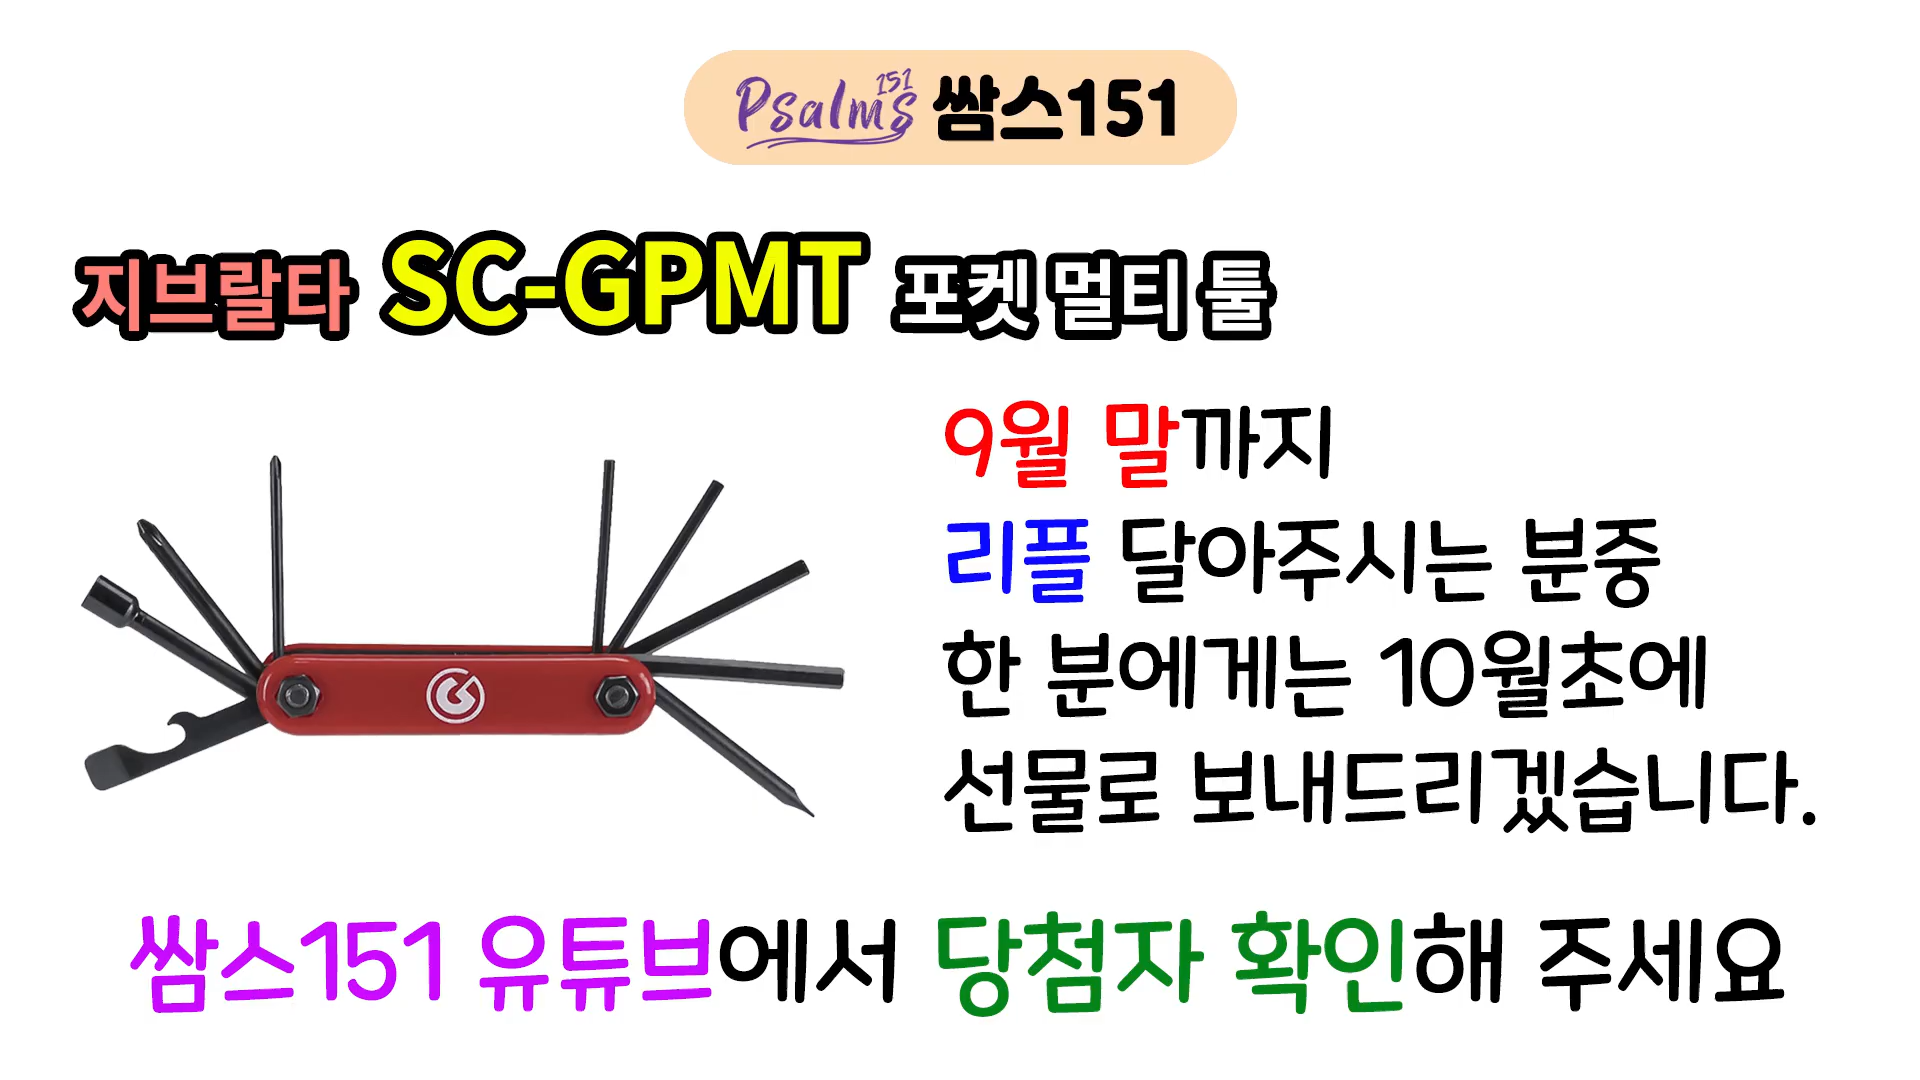 Psalms 151 쌈스151
지브랄타 SC-GPMT 포켓 멀티 툴
9월 말까지
리플 달아주시는 분중
한 분에게는 10월초에
선물로 보내드리겠습니다.
쌈스151 유튜브에서 당첨자 확인해 주세요